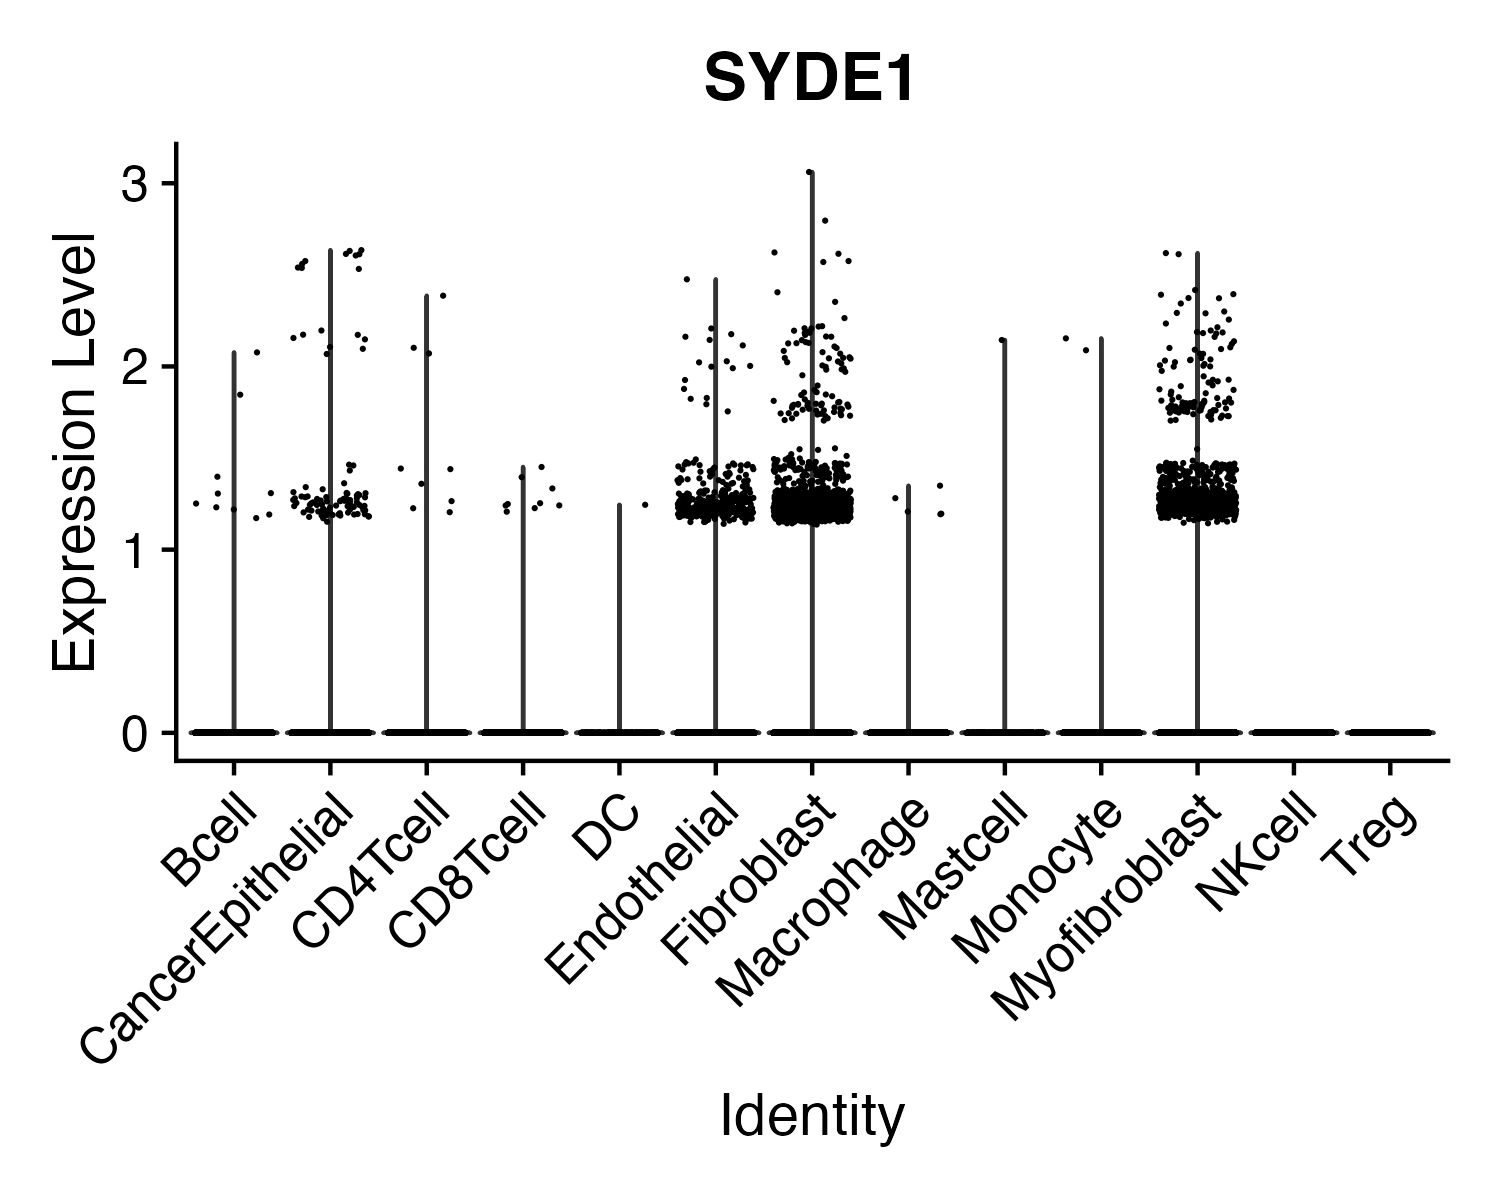 SYDE1
Expression Level
3
2
1
0
Bcell
CancerEpithelial
CD4Tcell
CD8Tcell
DC
Endothelial
Fibroblast
Macrophage
Mastcell
Monocyte
Myofibroblast
NKcell
Treg
Identity